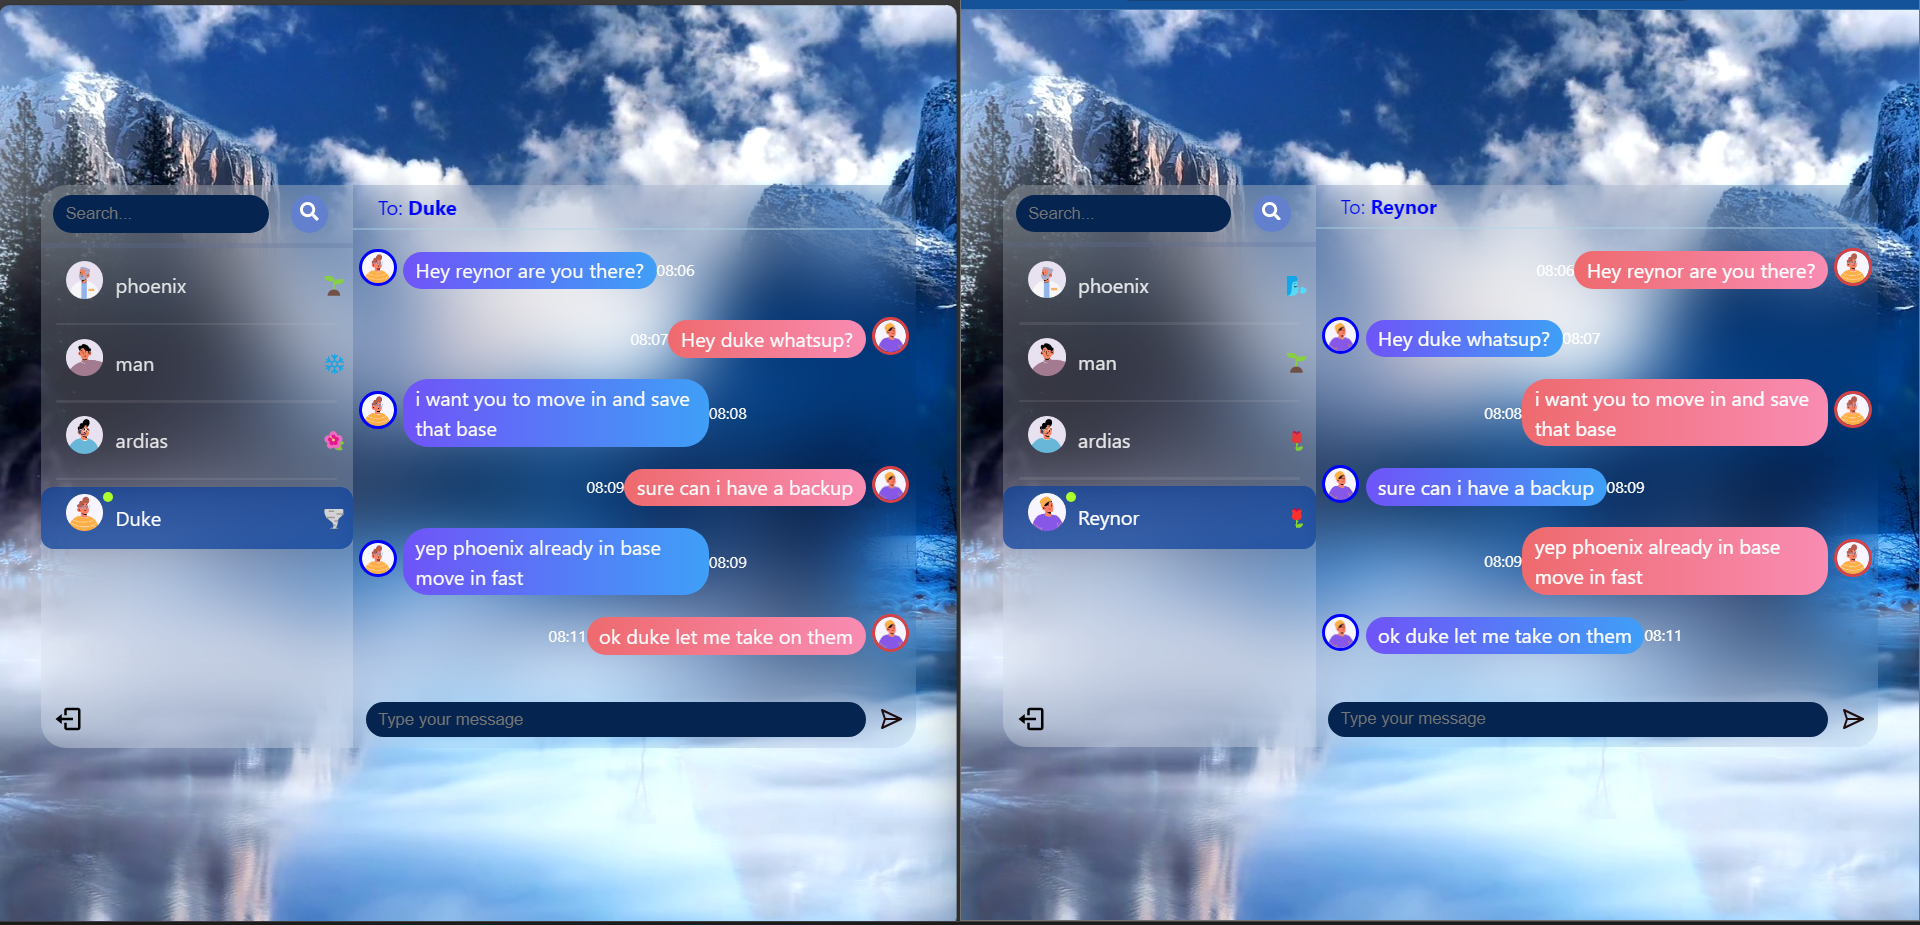 Search...
To: Duke
phoenix
man
ardias
Duke
Hey reynor are you there? 08:06
08:07 Hey duke whatsup?
i want you to move in and save
that base
08:08
08:09 sure can i have a backup
yep phoenix already in base
move in fast
08:09
08:11 ok duke let me take on them
Type your message
Search...
To: Reynor
phoenix
man
ardias
Reynor
08:06 Hey reynor are you there?
Hey duke whatsup? 08:07
08:08
i want you to move in and save
that base
sure can i have a backup 08:09
08:09
yep phoenix already in base
move in fast
ok duke let me take on them 08:11
Type your message